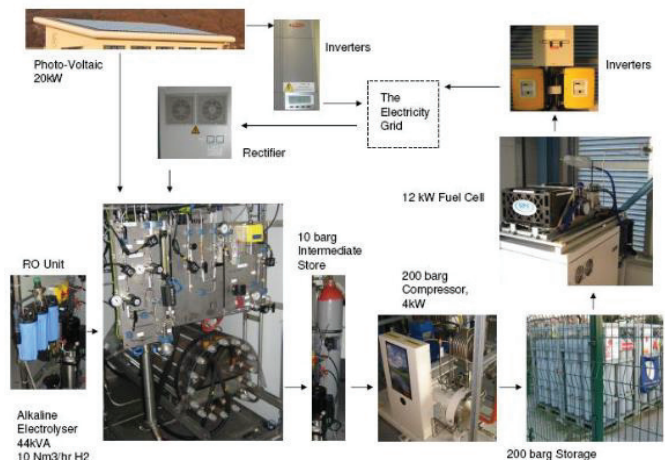 Photo-Voltaic
20kW
Inverters
The
Electricity
Grid
Inverters
Rectifier
12 kW Fuel Cell
RO Unit
10 barg
Intermediate
Store
200 barg
Compressor,
4kW
Alkaline
Electrolyser
44kVA
10 Nm3/hr H2
200 barg Storage